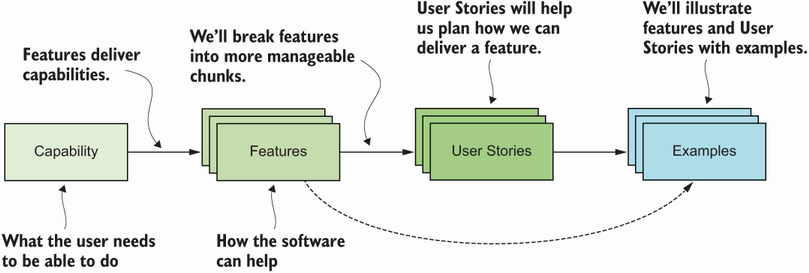 Features deliver
capabilities.
We'll break features
into more manageable
chunks.
User Stories will help
us plan how we can
deliver a feature.
We'll illustrate
features and User
Stories with examples.
Capability
Features
User Stories
Examples
What the user needs
to be able to do
How the software
can help